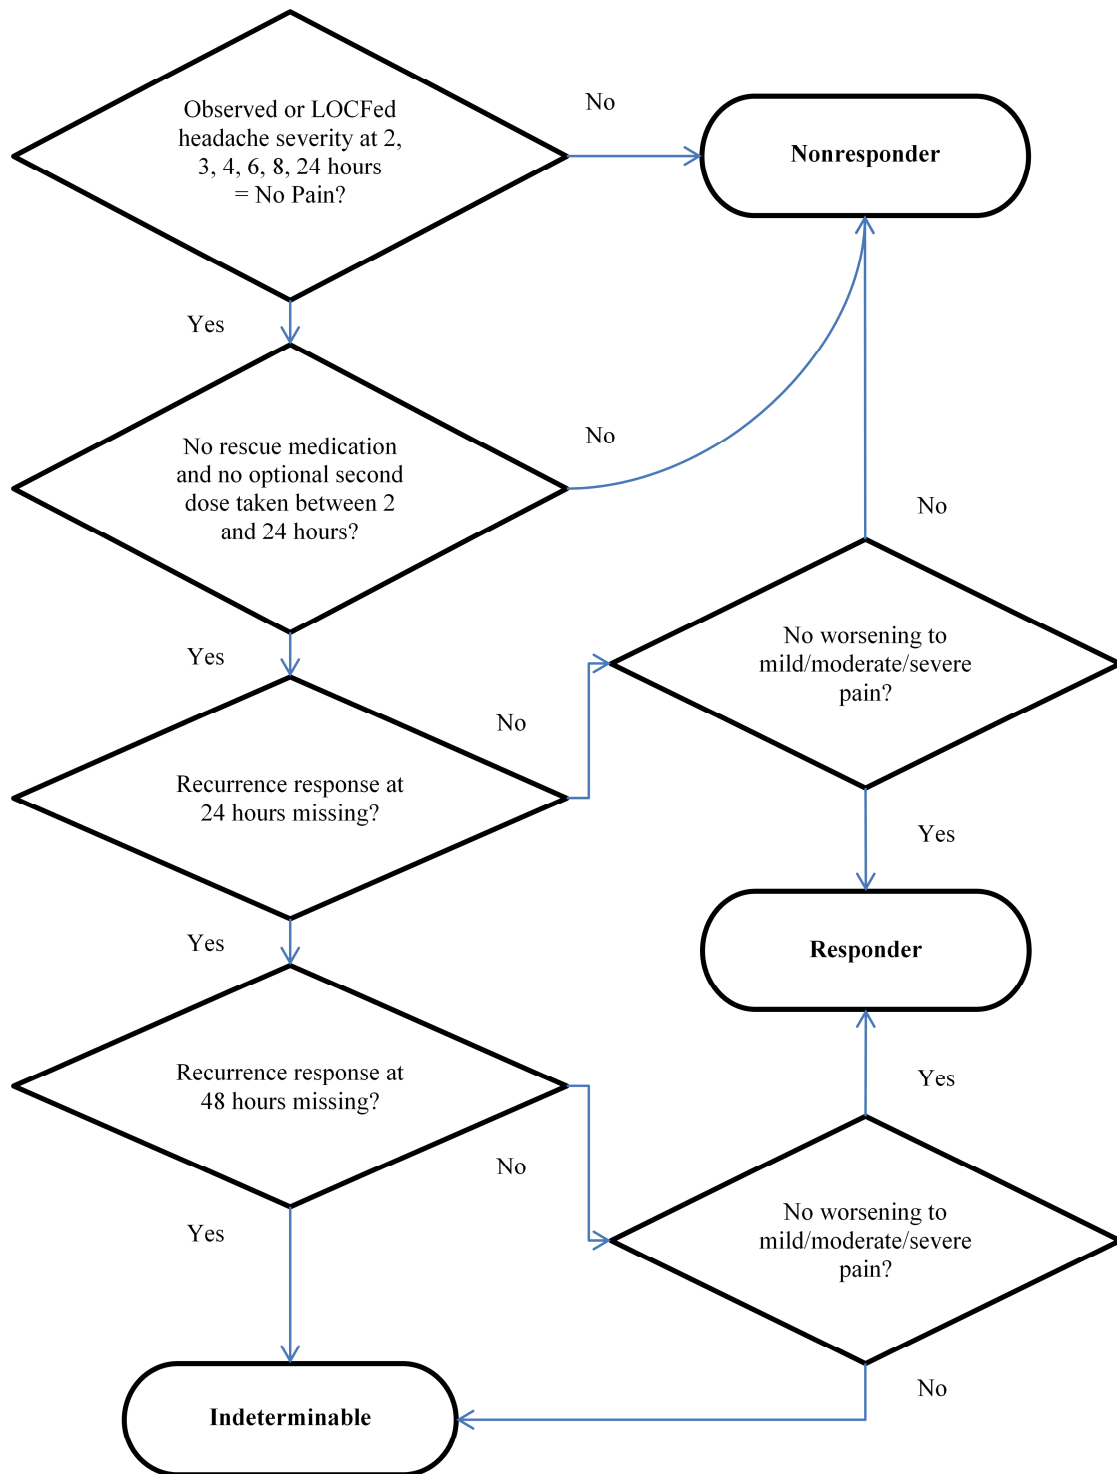 Observed or LOCFed
headache severity at 2,
3, 4, 6, 8, 24 hours
= No Pain?
No
Nonresponder
Yes
No rescue medication
and no optional second
dose taken between 2
and 24 hours?
No
No
Yes
No worsening to
mild/moderate/severe
pain?
No
Recurrence response at
24 hours missing?
Yes
Yes
Responder
Recurrence response at
48 hours missing?
Yes
No
Yes
No worsening to
mild/moderate/severe
pain?
No
Indeterminable